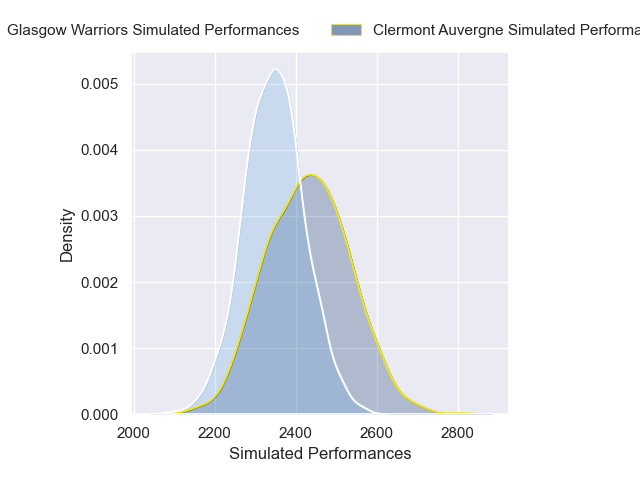 Glasgow Warriors Simulated Performances
Clermont Auvergne Simulated Performa
0.005
0.004
0.003
0.002
0.001
0.000
Density
2000 2200 2400 2600 2800
Simulated Performances